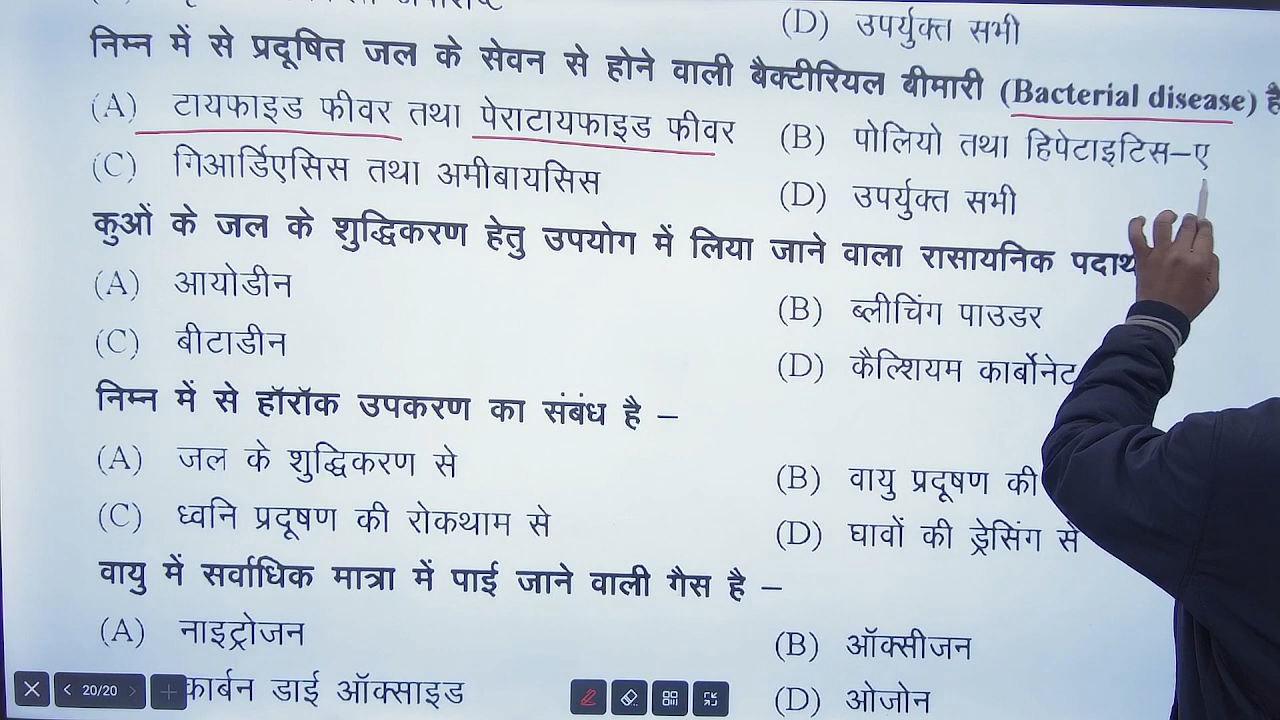 (D) उपर्युक्त सभी
निम्न में से प्रदूषित जल के सेवन से होने वाली बैक्टीरियल बीमारी (Bacterial disease) है
(A) टायफाइड फीवर तथा पेराटायफाइड फीवर (B) पोलियो तथा हिपेटाइटिस–ए
(C) गिआर्डिएसिस तथा अमीबायसिस (D) उपर्युक्त सभी
कुओं के जल के शुद्धिकरण हेतु उपयोग में लिया जाने वाला रासायनिक
(A) आयोडीन (B) ब्लीचिंग पाउडर
(C) बीटाडीन (D) कैल्शियम कार्बोनेट
निम्न में से हॉरॉक उपकरण का संबंध है –
(A) जल के शुद्धिकरण से (B) वायु प्रदूषण की
(C) ध्वनि प्रदूषण की रोकथाम से (D) घावों की ड्रेसिंग से
वायु में सर्वाधिक मात्रा में पाई जाने वाली गैस है –
(A) नाइट्रोजन (B) ऑक्सीजन
कार्बन डाई ऑक्साइड (D) ओजोन
20/20